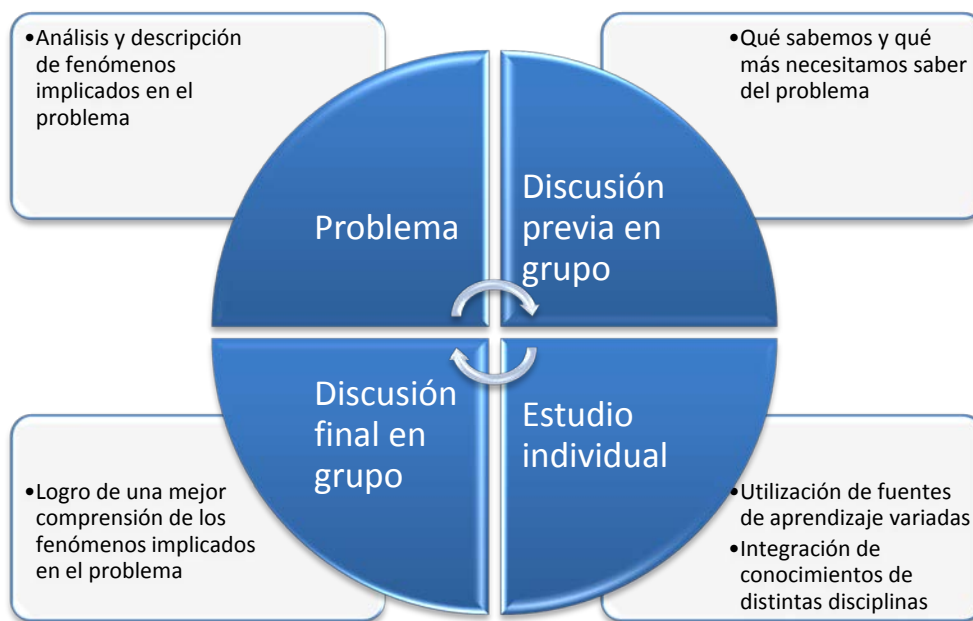 •Análisis y descripción
de fenómenos
implicados en el
problema
•Qué sabemos y qué
más necesitamos saber
del problema
Problema
Discusión
previa en
grupo
Discusión
final en
grupo
Estudio
individual
•Logro de una mejor
comprensión de los
fenómenos implicados
en el problema
•Utilización de fuentes
de aprendizaje variadas
•Integración de
conocimientos de
distintas disciplinas